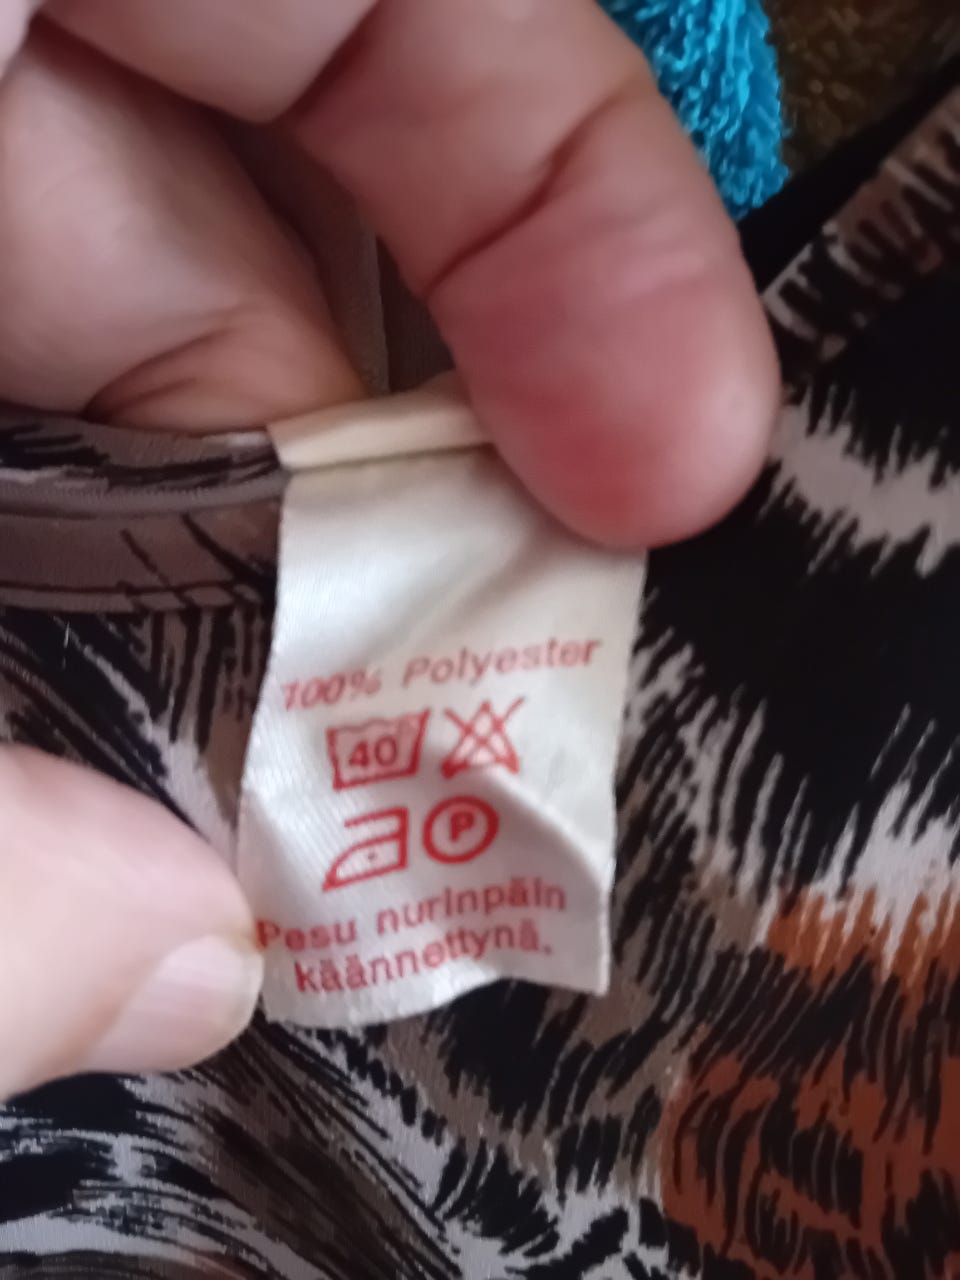 100% Polyester
40
P
Pesu nurinpäin
käännettynä.